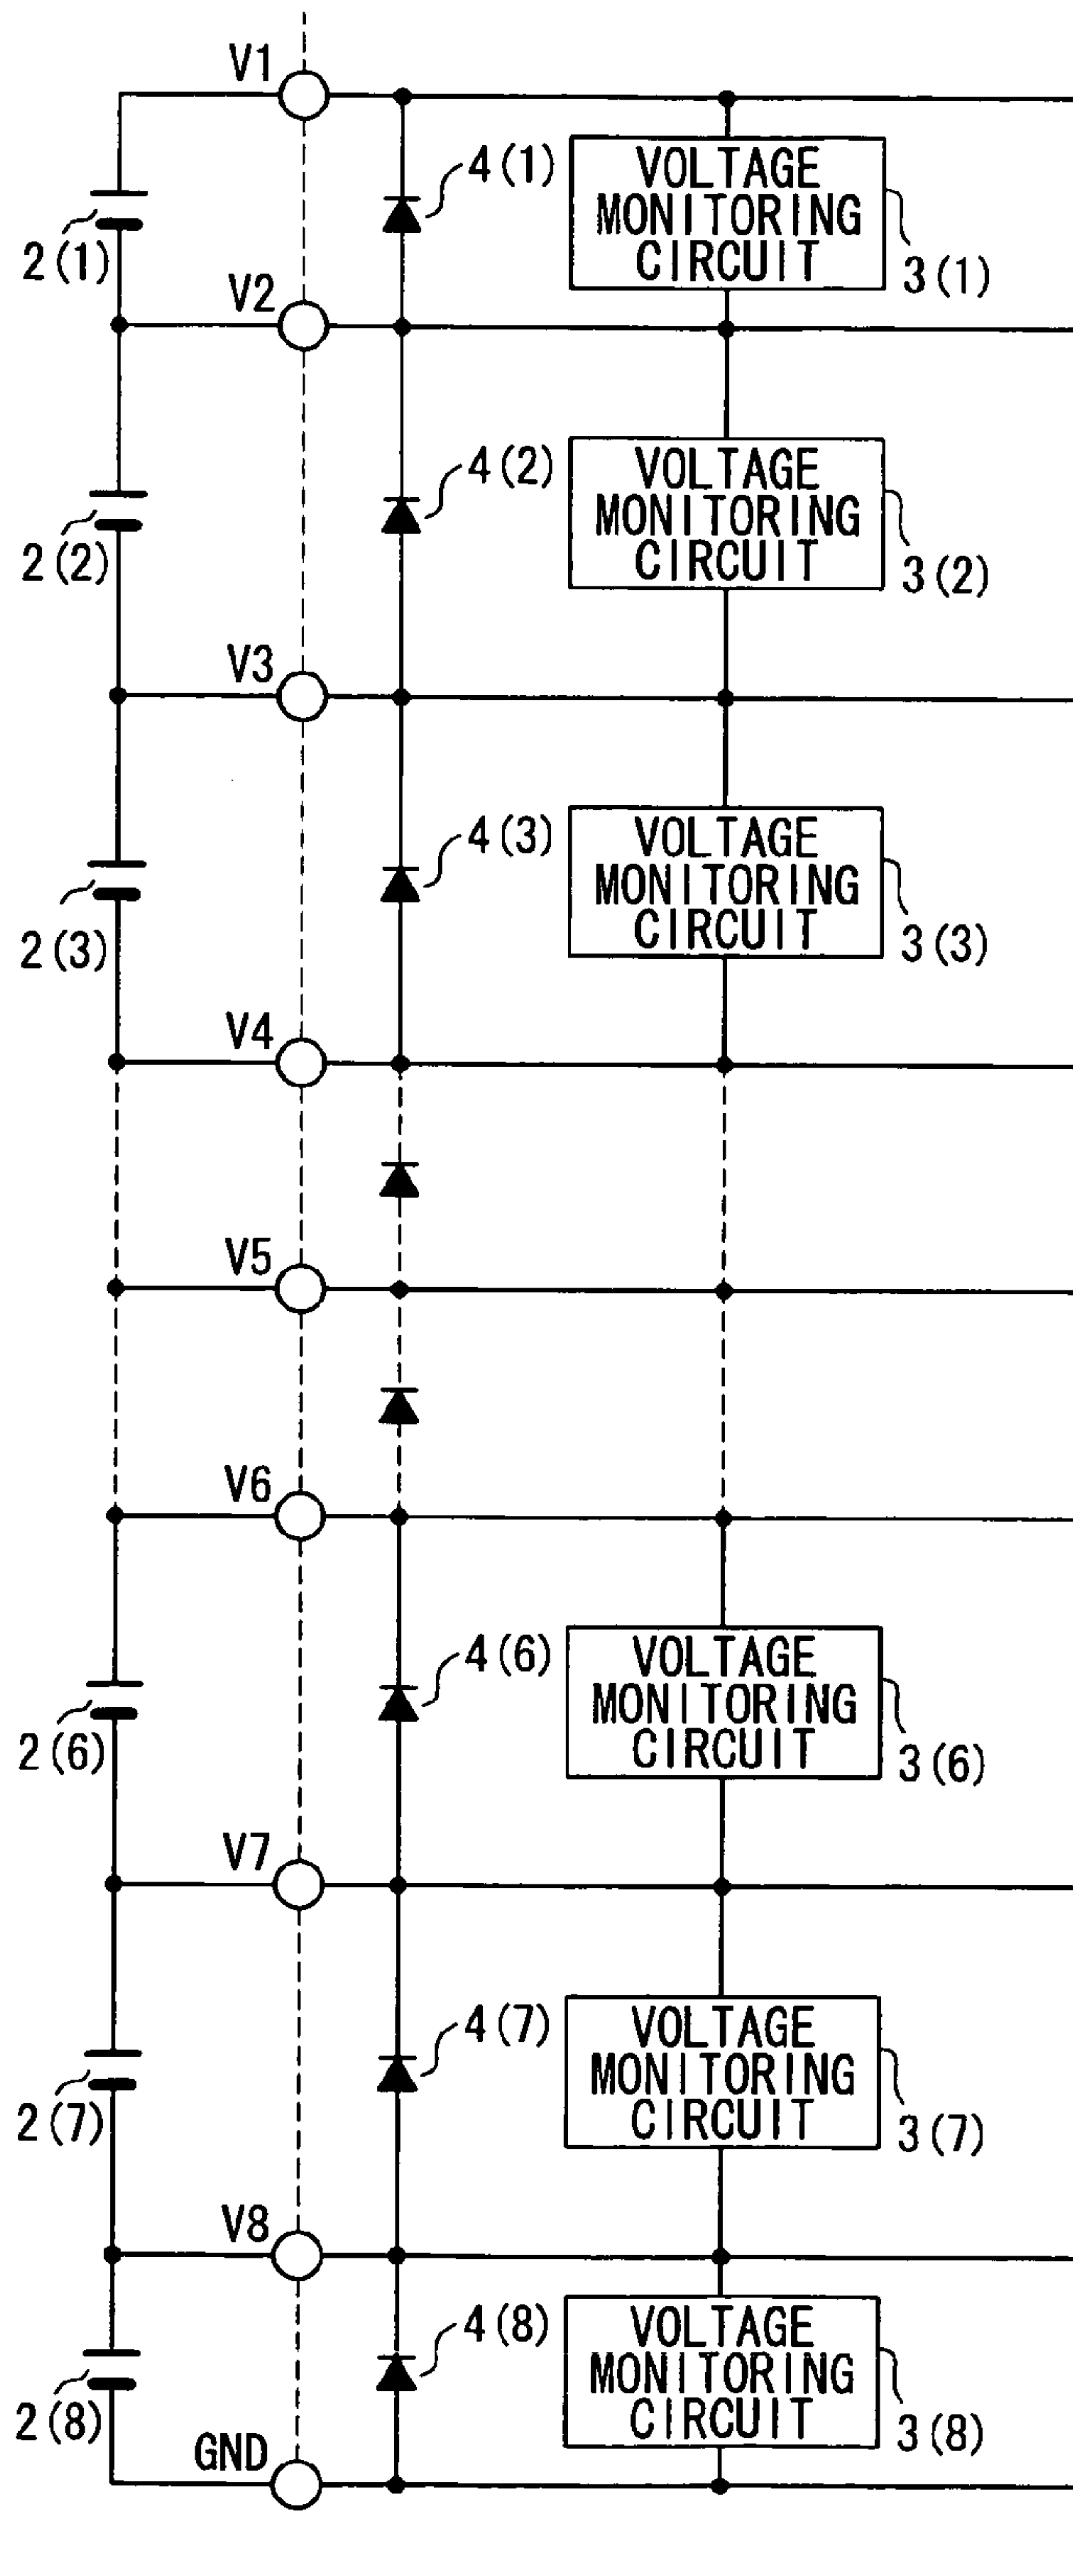 V1
4(1)
VOLTAGE
MONITORING
CIRCUIT
2(1)
3(1)
V2
4(2)
VOLTAGE
MONITORING
CIRCUIT
2(2)
3(2)
V3
4(3)
VOLTAGE
MONITORING
CIRCUIT
2(3)
3(3)
V4
V5
V6
4(6)
VOLTAGE
MONITORING
CIRCUIT
2(6)
3(6)
V7
4(7)
VOLTAGE
MONITORING
CIRCUIT
2(7)
3(7)
V8
4(8)
VOLTAGE
MONITORING
CIRCUIT
2(8)
3(8)
GND